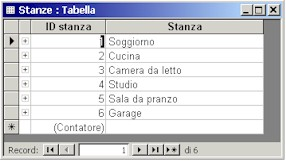 Stanze : Tabella
ID stanza Stanza
1 Soggiorno
2 Cucina
3 Camera da letto
4 Studio
5 Sala da pranzo
6 Garage
(Contatore)
Record: 1 di 6